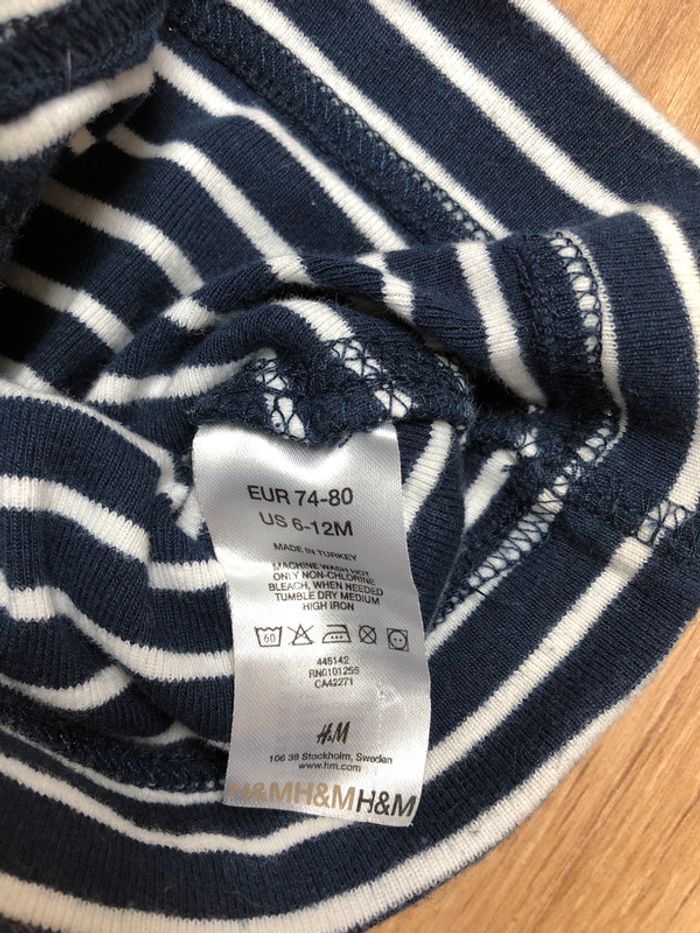 EUR 74-80
US 6-12M
MADE IN TURKEY
MACHINE WASH HOT
ONLY NON-CHLORINE
BLEACH, WHEN NEEDED
TUMBLE DRY MEDIUM
HIGH IRON
60
448142
RN0101255
CA42271
H&M
106 38 Stockholm, Sweden
www.hm.com
H&MH&MH&M